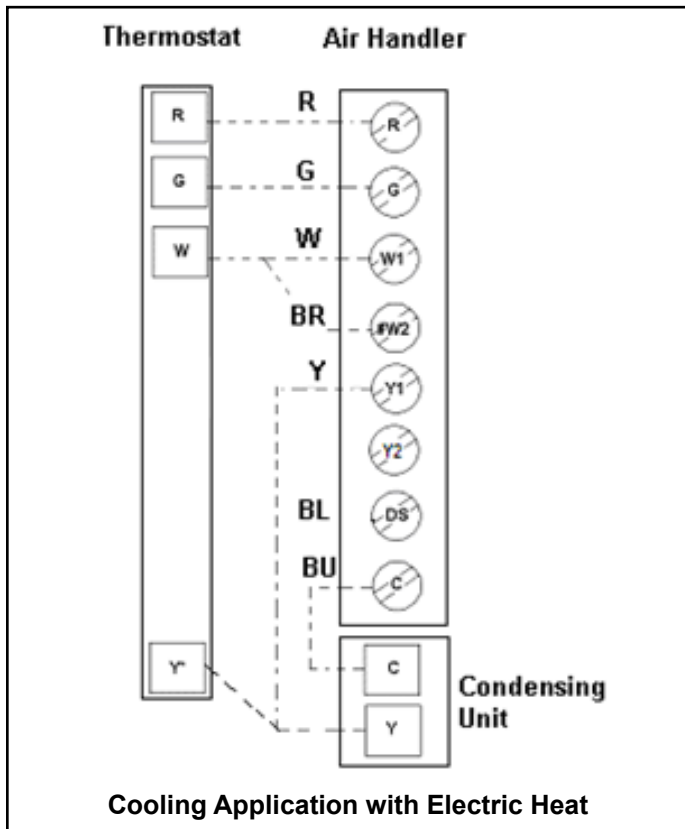 Thermostat Air Handler
R R R
G G G
W W W1
BR #W2
Y Y1
Y2
BL DS
BU C
Y* C
Condensing
Unit
Y
Cooling Application with Electric Heat